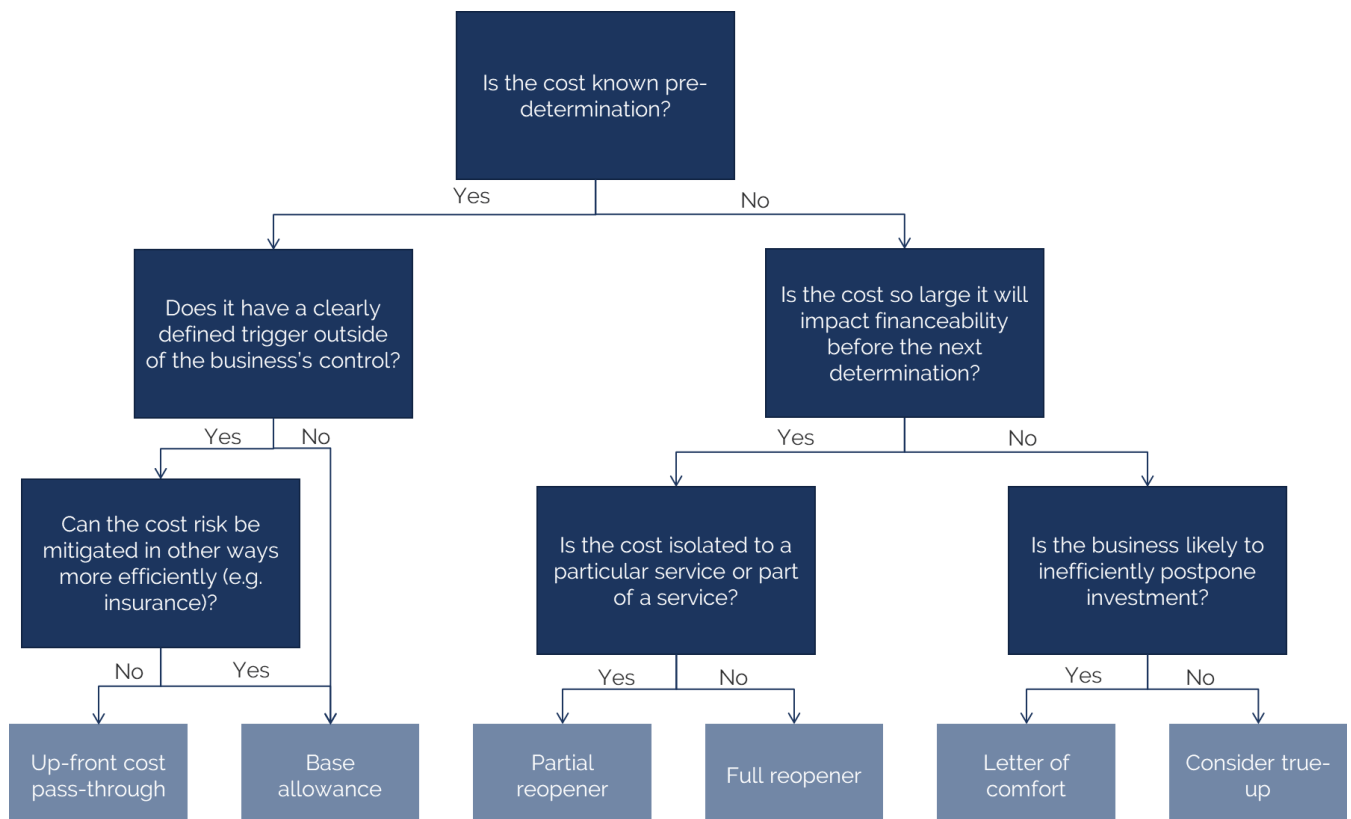 Is the cost known pre-
determination?
Yes
No
Does it have a clearly
defined trigger outside
of the business's control?
Is the cost so large it will
impact financeability
before the next
determination?
Yes
No
Yes
No
Can the cost risk be
mitigated in other ways
more efficiently (e.g.
insurance)?
Is the cost isolated to a
particular service or part
of a service?
Is the business likely to
inefficiently postpone
investment?
No
Yes
Yes
No
Yes
No
Up-front cost
pass-through
Base
allowance
Partial
reopener
Full reopener
Letter of
comfort
Consider true-
up